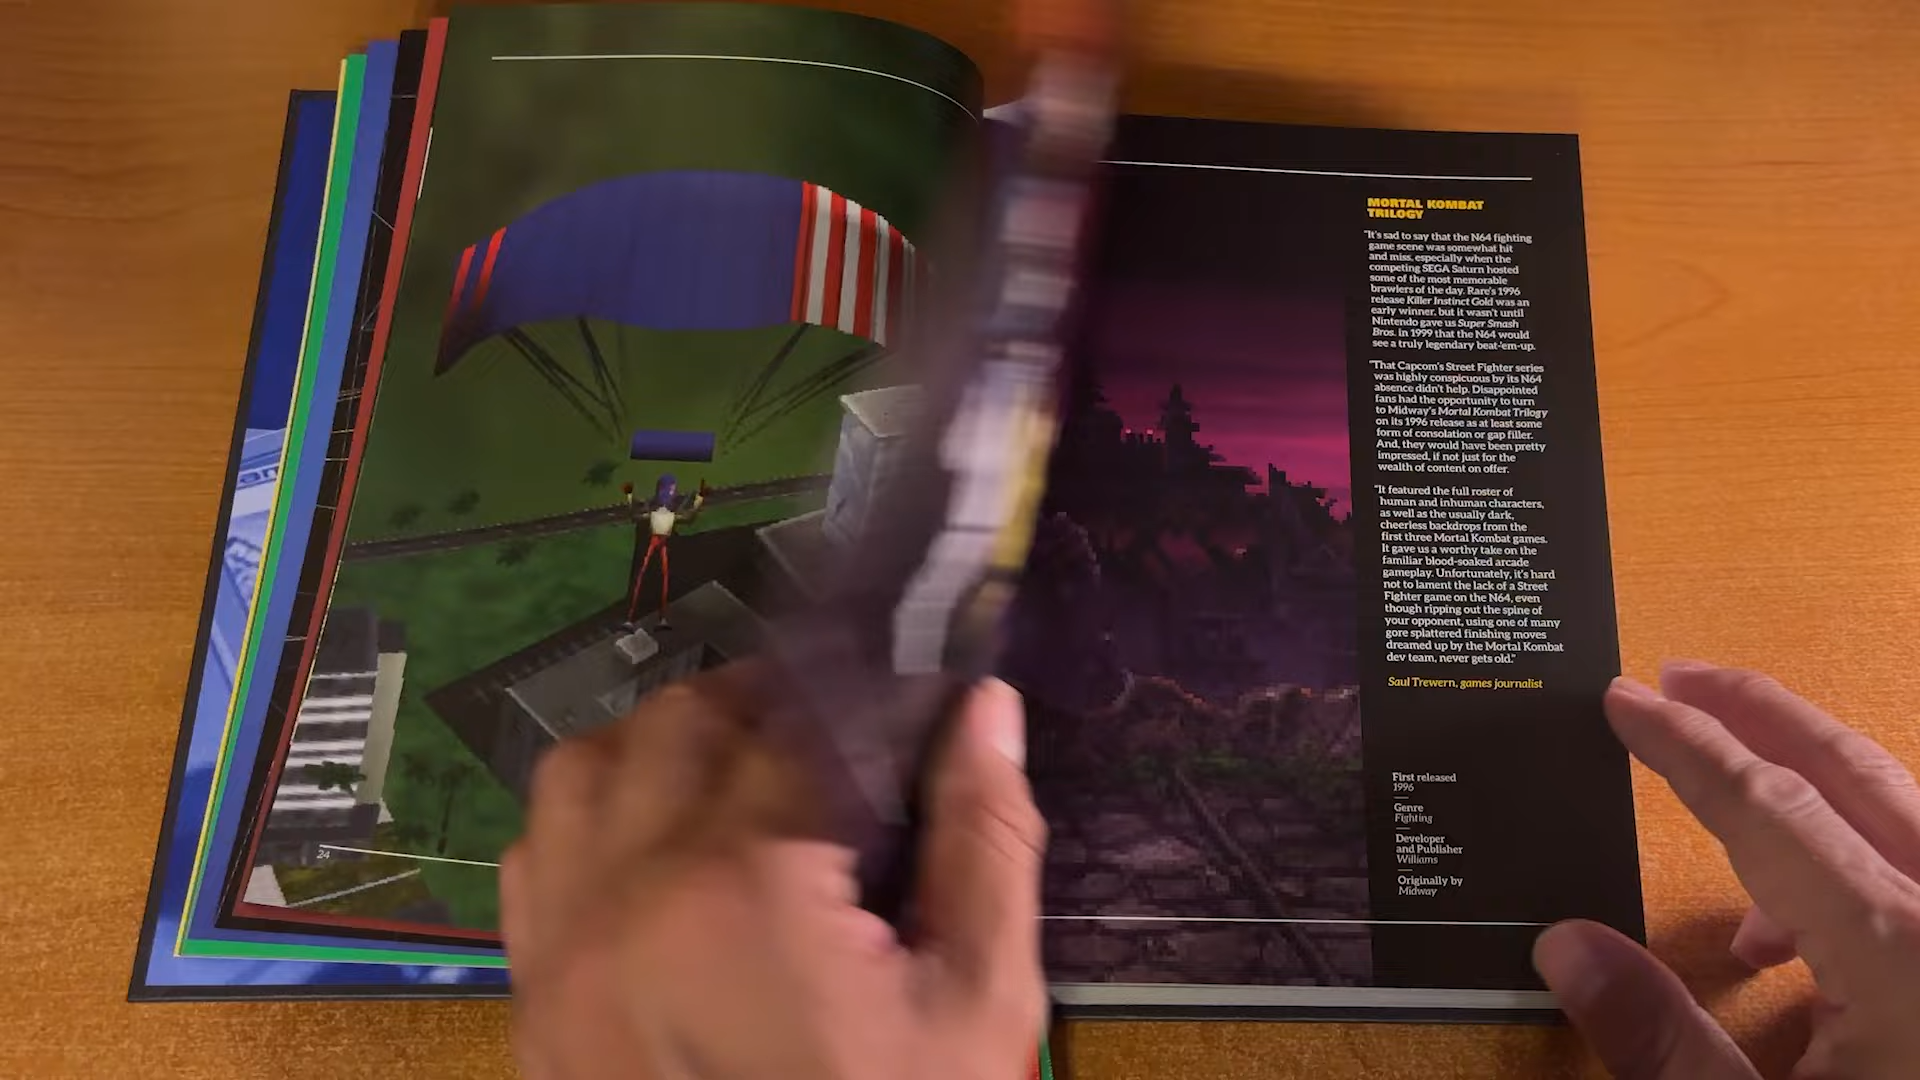 24
MORTAL KOMBAT
TRILOGY
"It's sad to say that the N64 fighting
game scene was somewhat hit
and miss, especially when the
competing SEGA Saturn hosted
some of the most memorable
brawlers of the day. Rare's 1996
release Killer Instinct Gold was an
early winner, but it wasn't until
Nintendo gave us Super Smash
Bros. in 1999 that the N64 would
see a truly legendary beat-'em-up.
"That Capcom's Street Fighter series
was highly conspicuous by its N64
absence didn't help. Disappointed
fans had the opportunity to turn
to Midway's Mortal Kombat Trilogy
on its 1996 release as at least some
form of consolation or gap filler.
And, they would have been pretty
impressed, if not just for the
wealth of content on offer.
"It featured the full roster of
human and inhuman characters,
as well as the usually dark,
cheerless backdrops from the
first three Mortal Kombat games.
It gave us a worthy take on the
familiar blood-soaked arcade
gameplay. Unfortunately, it's hard
not to lament the lack of a Street
Fighter game on the N64, even
though ripping out the spine of
your opponent, using one of many
gore splattered finishing moves
dreamed up by the Mortal Kombat
dev team, never gets old."
Saul Trewern, games journalist
First released
1996
Genre
Fighting
Developer
and Publisher
Williams
Originally by
Midway